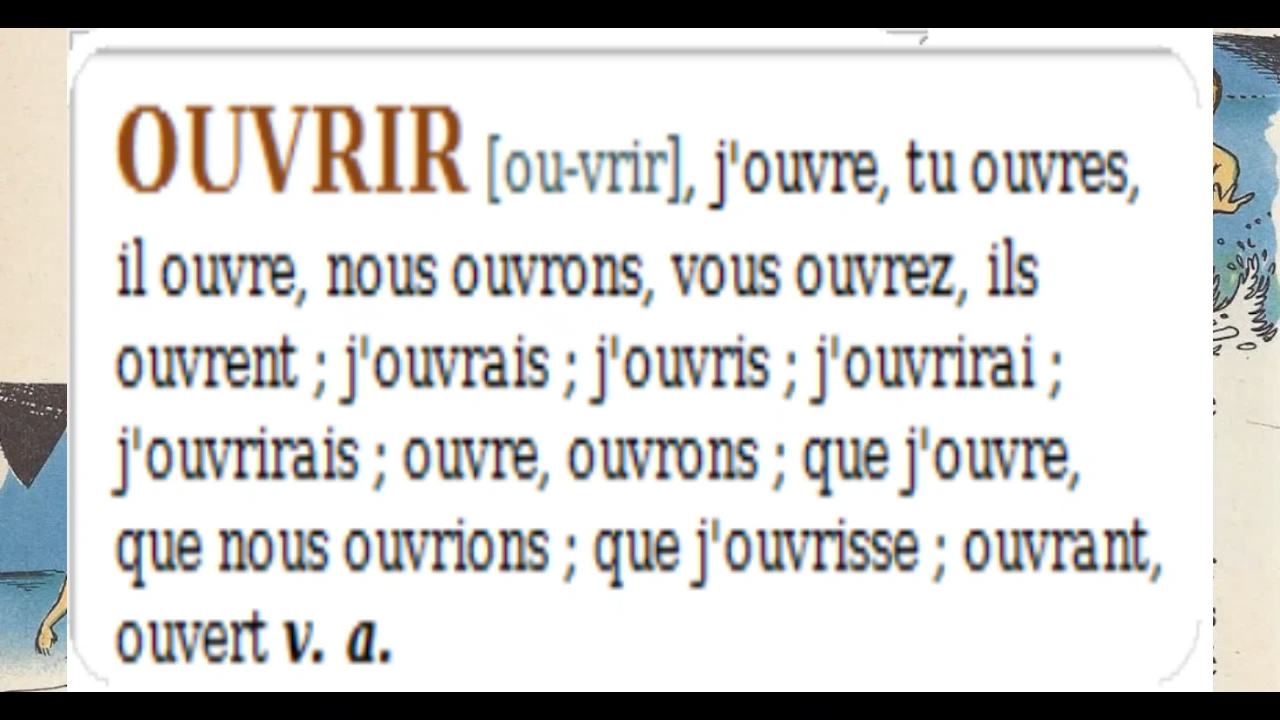 OUVRIR [ou-vrir], j'ouvre, tu ouvres,
il ouvre, nous ouvrons, vous ouvrez, ils
ouvrent ; j'ouvrais ; j'ouvris ; j'ouvrirai ;
j'ouvrirais ; ouvre, ouvrons ; que j'ouvre,
que nous ouvrions ; que j'ouvrisse ; ouvrant,
ouvert v. a.